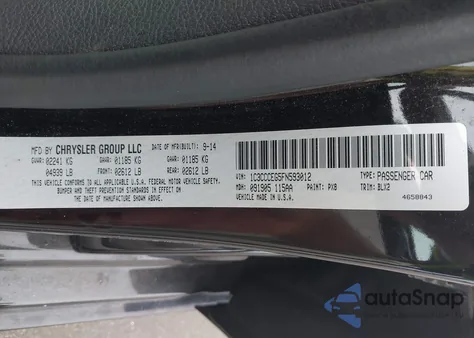 MFD BY CHRYSLER GROUP LLC DATE OF MFR(BUILT): 9-14
GVWR: GAWR GAWR
02241 KG FRONT: 01185 KG REAR: 01185 KG
04939 LB 02612 LB 02612 LB
THIS VEHICLE CONFORMS TO ALL APPLICABLE U.S.A. FEDERAL MOTOR VEHICLE SAFETY,
BUMPER AND THEFT PREVENTION STANDARDS IN EFFECT ON
THE DATE OF MANUFACTURE SHOWN ABOVE.
VIN: 1C3CCCEG5FN593012 TYPE: PASSENGER CAR
MDH: 091905 115AA PAINT: PX8 TRIM: BLX2
VEHICLE MADE IN U.S.A. 4658843
autoSnap